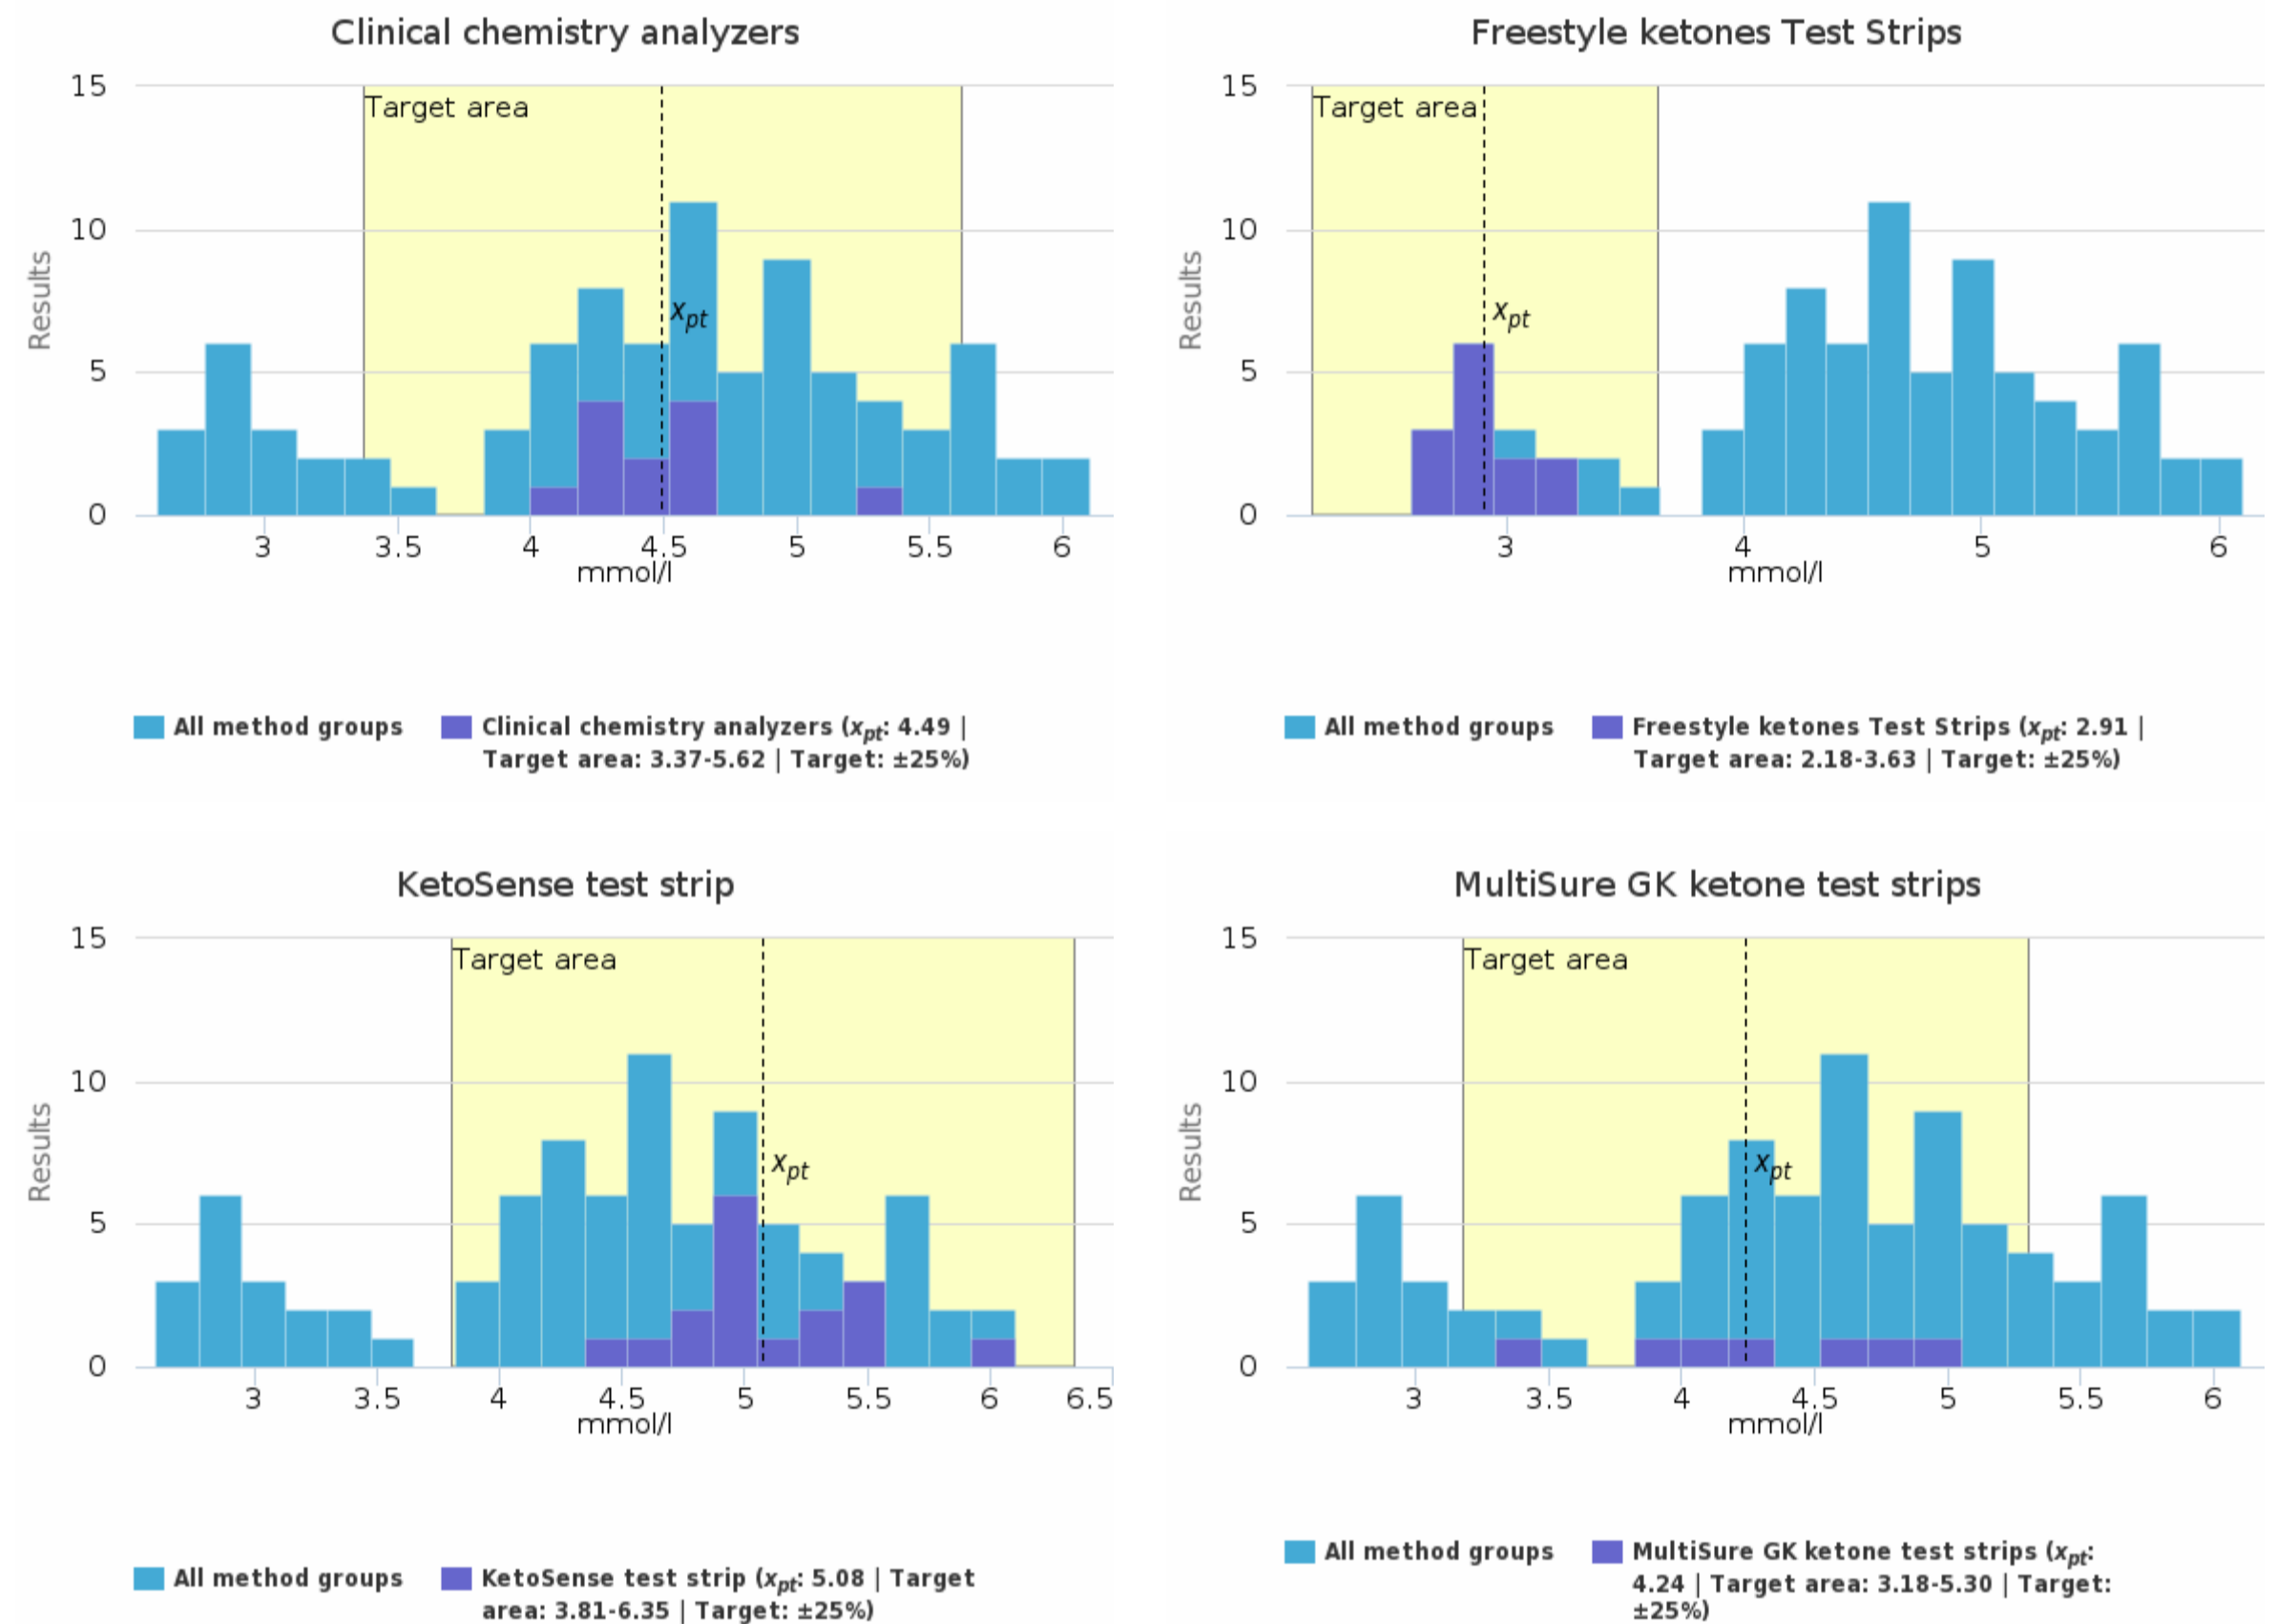 Clinical chemistry analyzers
15
10
5
0
Results
Target area
xpt
3 3.5 4 4.5 5 5.5 6
mmol/l
All method groups
Clinical chemistry analyzers (xpt: 4.49 |
Target area: 3.37-5.62 | Target: ±25%)
Freestyle ketones Test Strips
15
10
5
0
Results
Target area
xpt
3 4 5 6
mmol/l
All method groups
Freestyle ketones Test Strips (xpt: 2.91 |
Target area: 2.18-3.63 | Target: ±25%)
KetoSense test strip
15
10
5
0
Results
Target area
xpt
3 3.5 4 4.5 5 5.5 6 6.5
mmol/l
All method groups
KetoSense test strip (xpt: 5.08 | Target
area: 3.81-6.35 | Target: ±25%)
MultiSure GK ketone test strips
15
10
5
0
Results
Target area
xpt
3 3.5 4 4.5 5 5.5 6
mmol/l
All method groups
MultiSure GK ketone test strips (xpt:
4.24 | Target area: 3.18-5.30 | Target:
±25%)